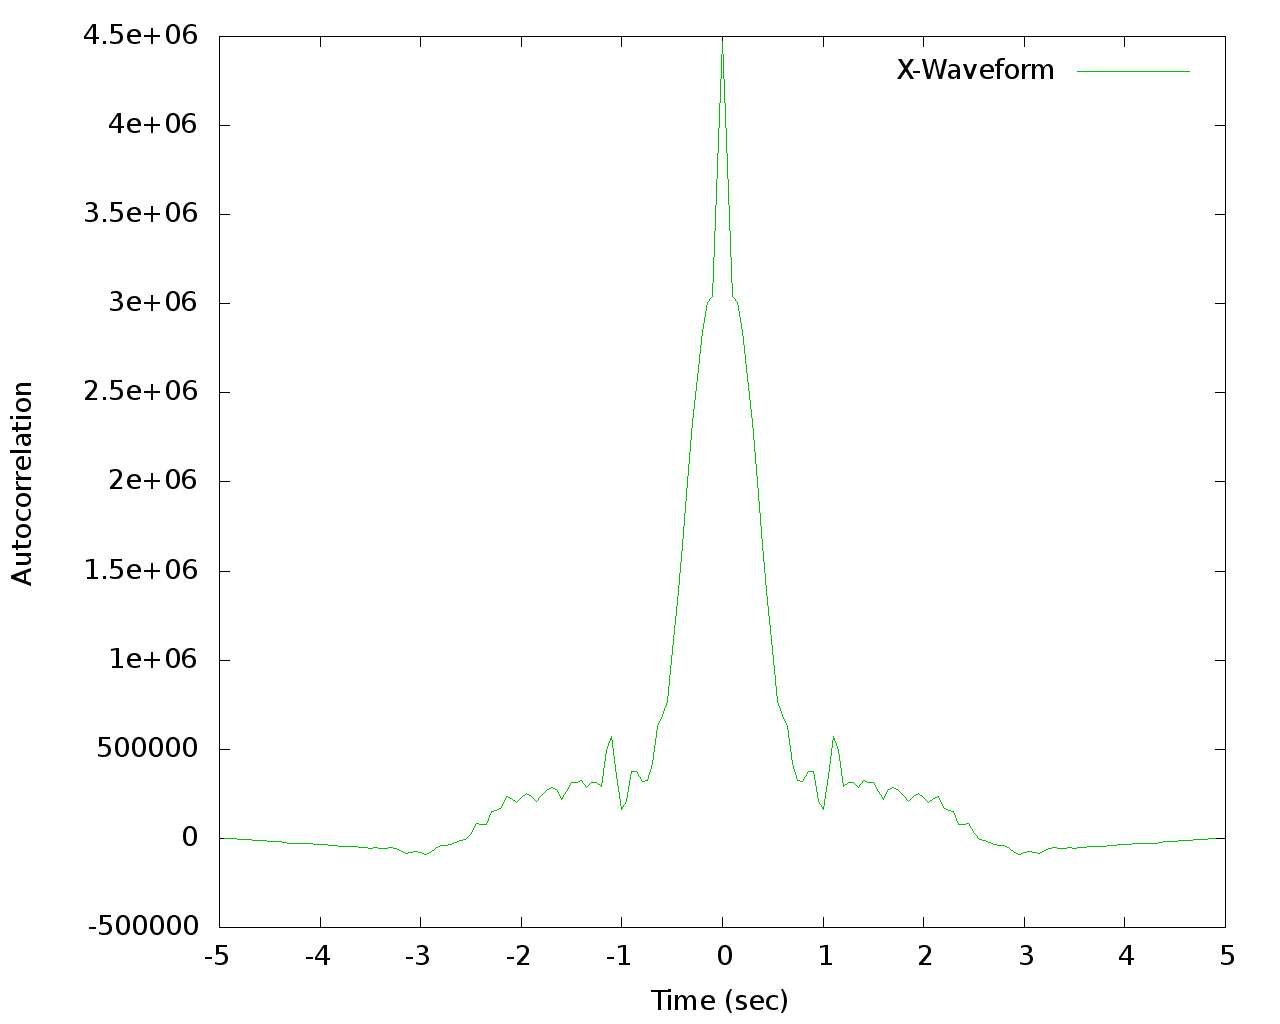 4.5e+06
X-Waveform
4e+06
3.5e+06
3e+06
2.5e+06
Autocorrelation
2e+06
1.5e+06
1e+06
500000
0
-500000
-5 -4 -3 -2 -1 0 1 2 3 4 5
Time (sec)